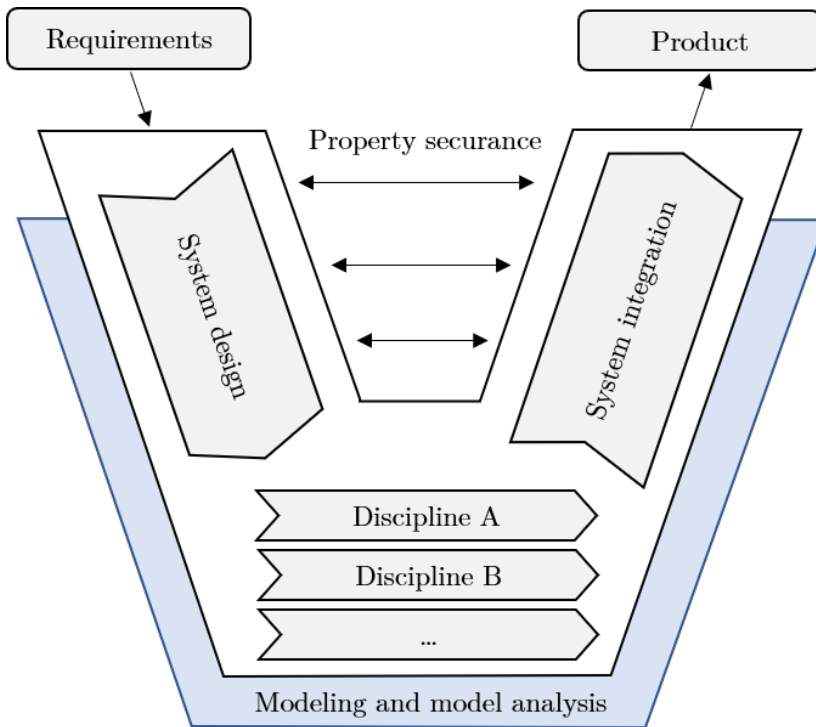 Requirements
Product
Property securance
System design
System integration
Discipline A
Discipline B
...
Modeling and model analysis